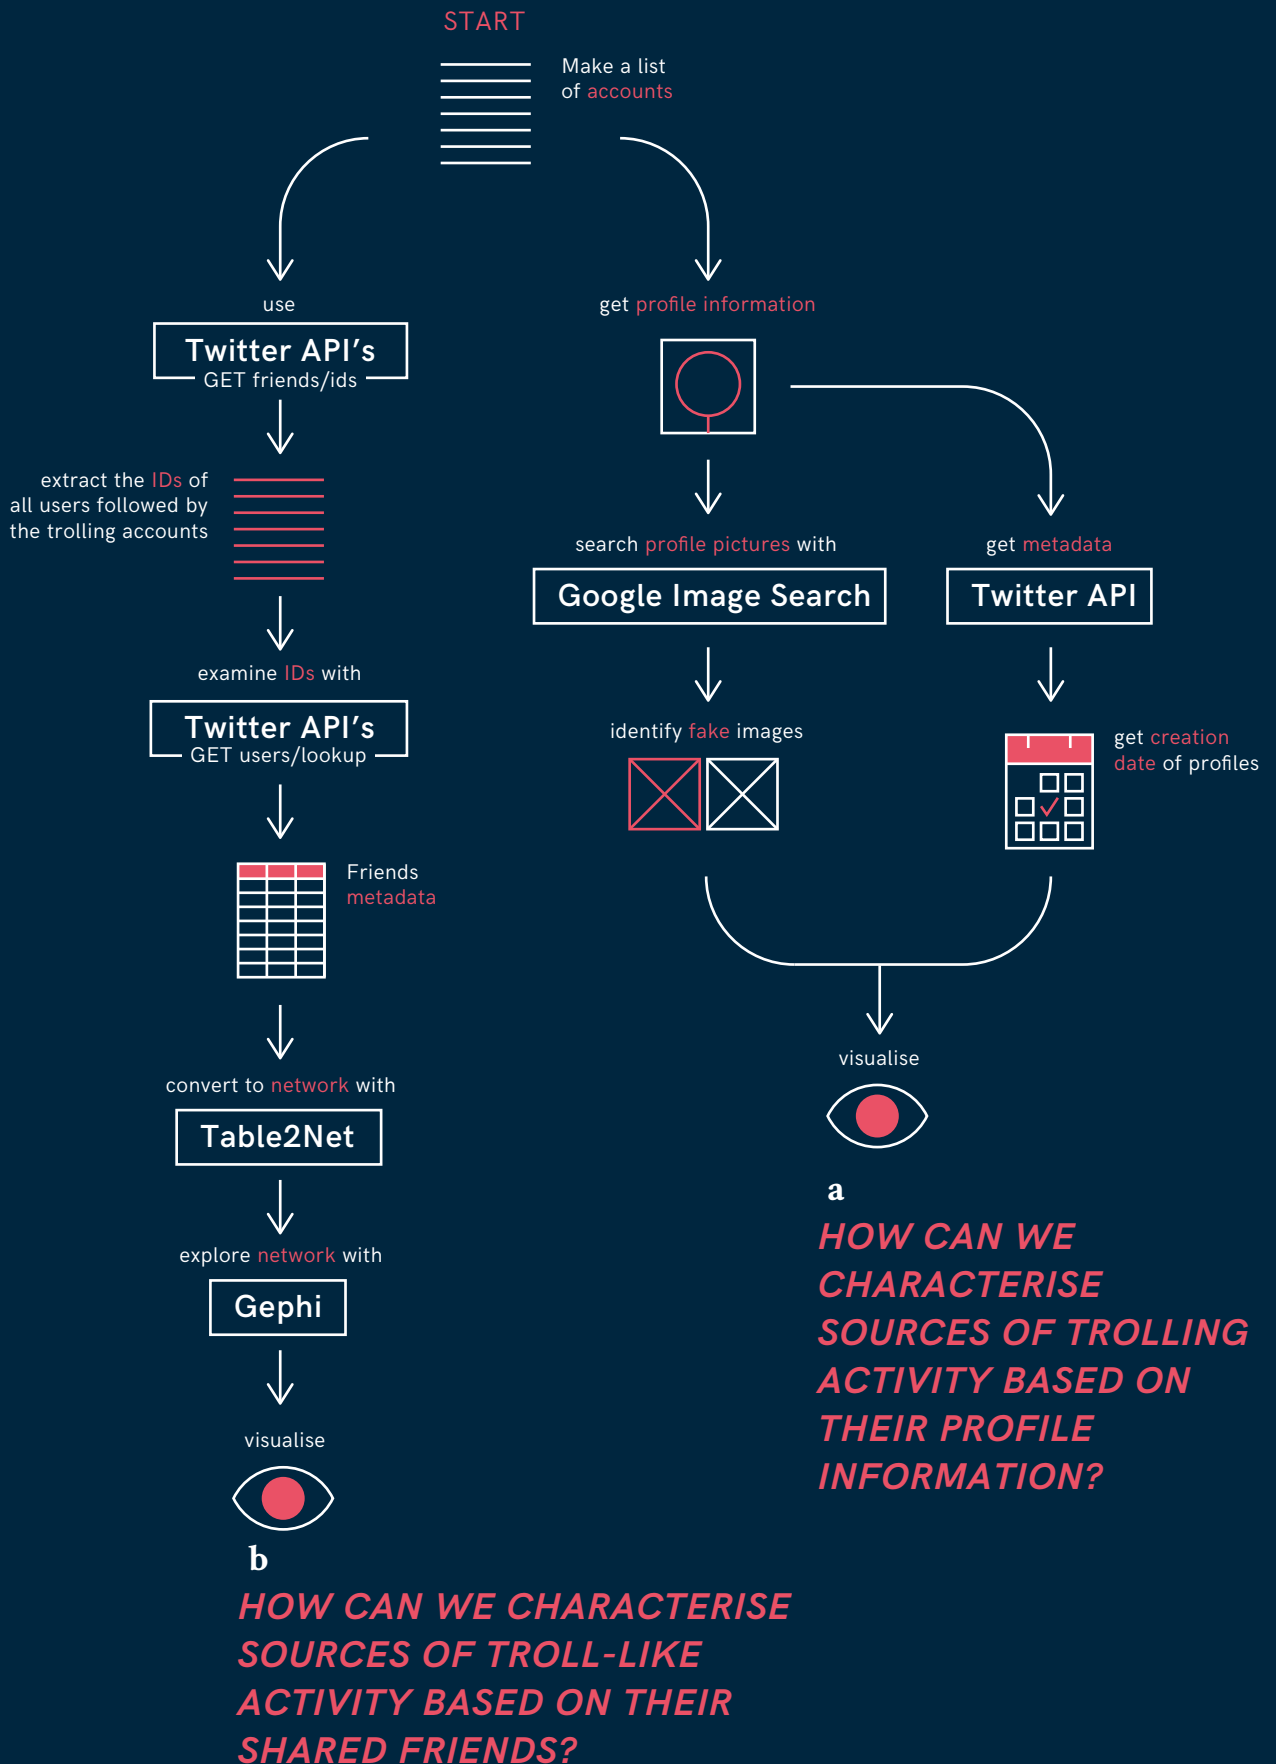 START
Make a list
of accounts
use
Twitter API's
GET friends/ids
extract the IDs of
all users followed by
the trolling accounts
examine IDs with
Twitter API's
GET users/lookup
Friends
metadata
convert to network with
Table2Net
explore network with
Gephi
visualise
b
HOW CAN WE CHARACTERISE
SOURCES OF TROLL-LIKE
ACTIVITY BASED ON THEIR
SHARED FRIENDS?
get profile information
search profile pictures with
Google Image Search
identify fake images
get metadata
Twitter API
get creation
date of profiles
visualise
a
HOW CAN WE
CHARACTERISE
SOURCES OF TROLLING
ACTIVITY BASED ON
THEIR PROFILE
INFORMATION?